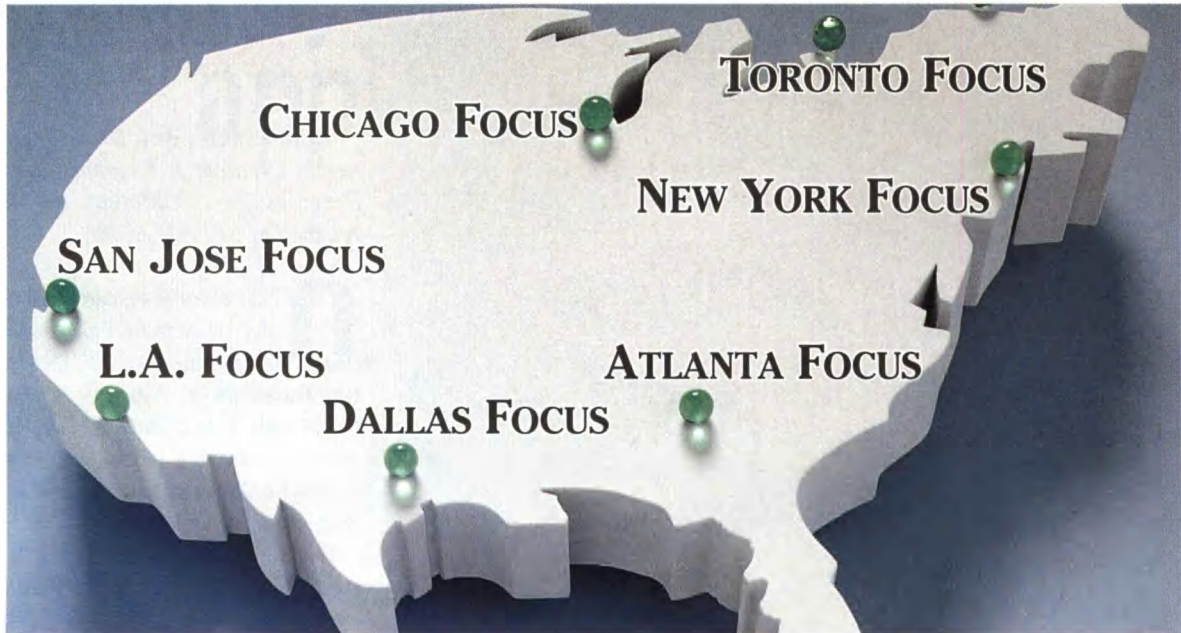 TORONTO FOCUS
CHICAGO FOCUS
NEW YORK FOCUS
SAN JOSE FOCUS
L.A. FOCUS
ATLANTA FOCUS
DALLAS FOCUS